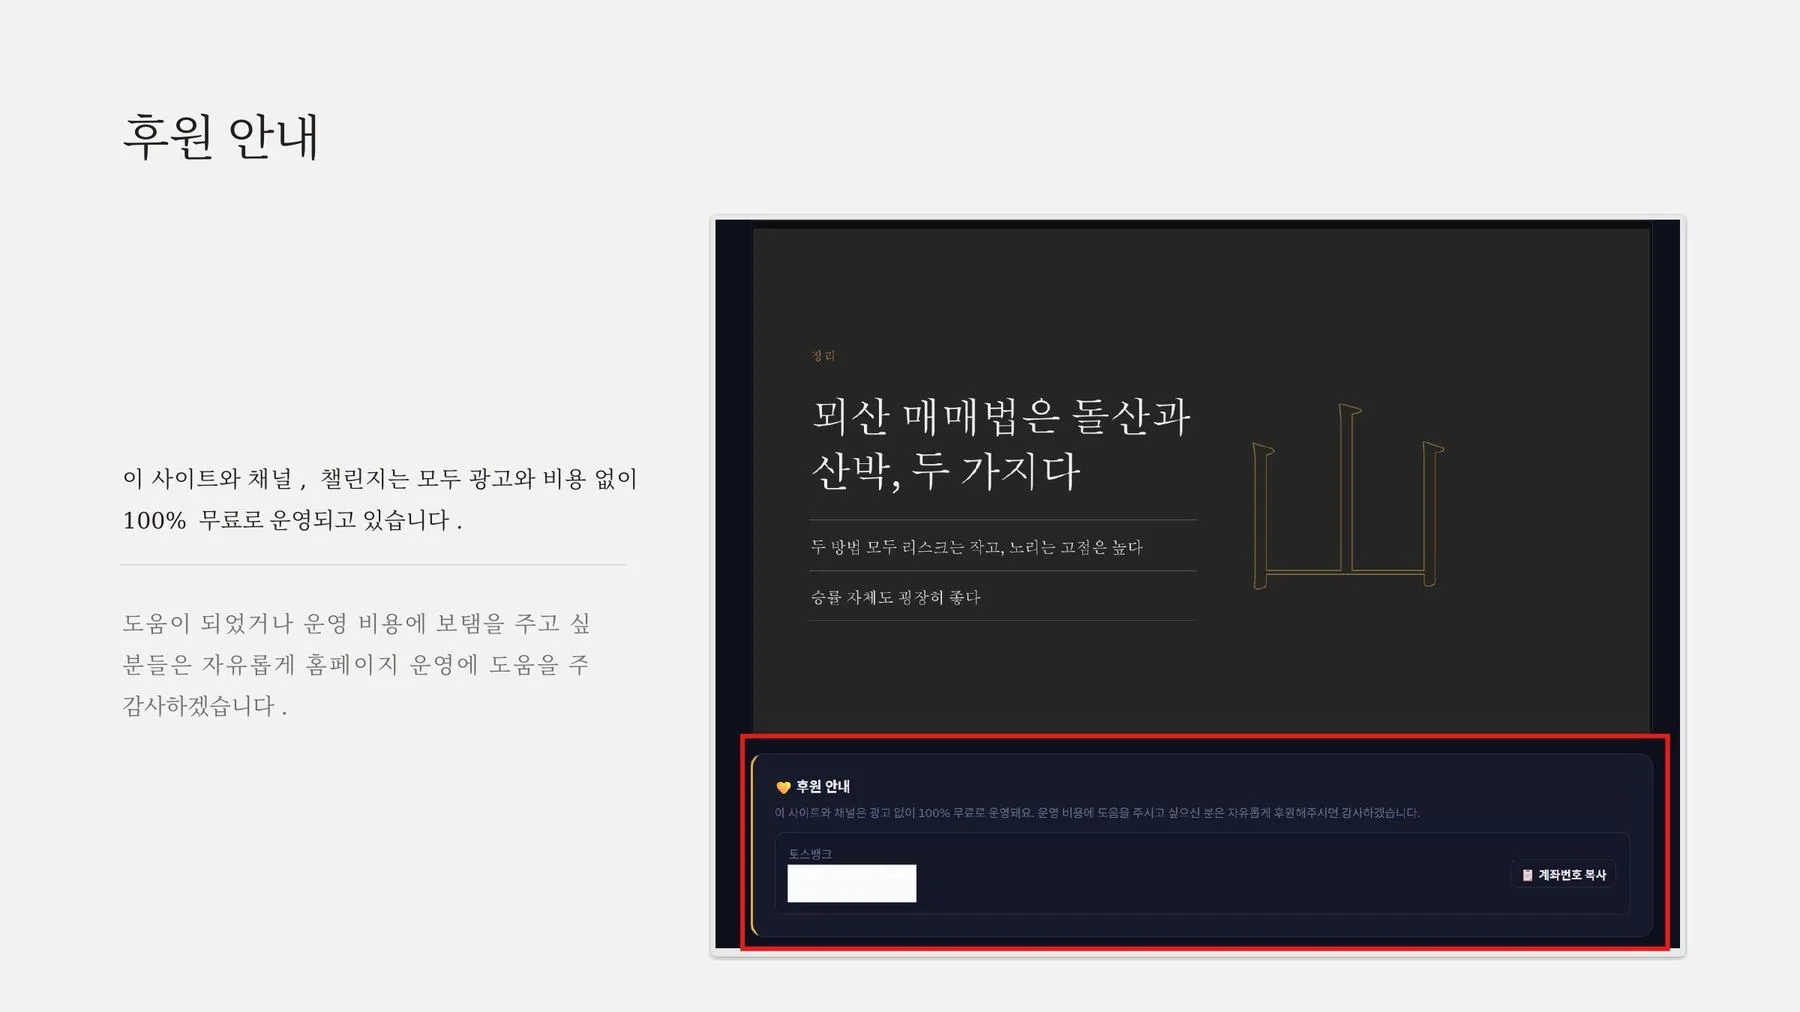 후원 안내
이 사이트와 채널 , 챌린지는 모두 광고와 비용 없이
100% 무료로 운영되고 있습니다 .
도움이 되었거나 운영 비용에 보탬을 주고 싶
분들은 자유롭게 홈페이지 운영에 도움을 주
감사하겠습니다 .
정리
뫼산 매매법은 돌산과
산박, 두 가지다
두 방법 모두 리스크는 작고, 노리는 고점은 높다
승률 자체도 굉장히 좋다
山
🧡 후원 안내
이 사이트와 채널은 광고 없이 100% 무료로 운영돼요. 운영 비용에 도움을 주시고 싶으신 분은 자유롭게 후원해주시면 감사하겠습니다.
토스뱅크
📋 계좌번호 복사